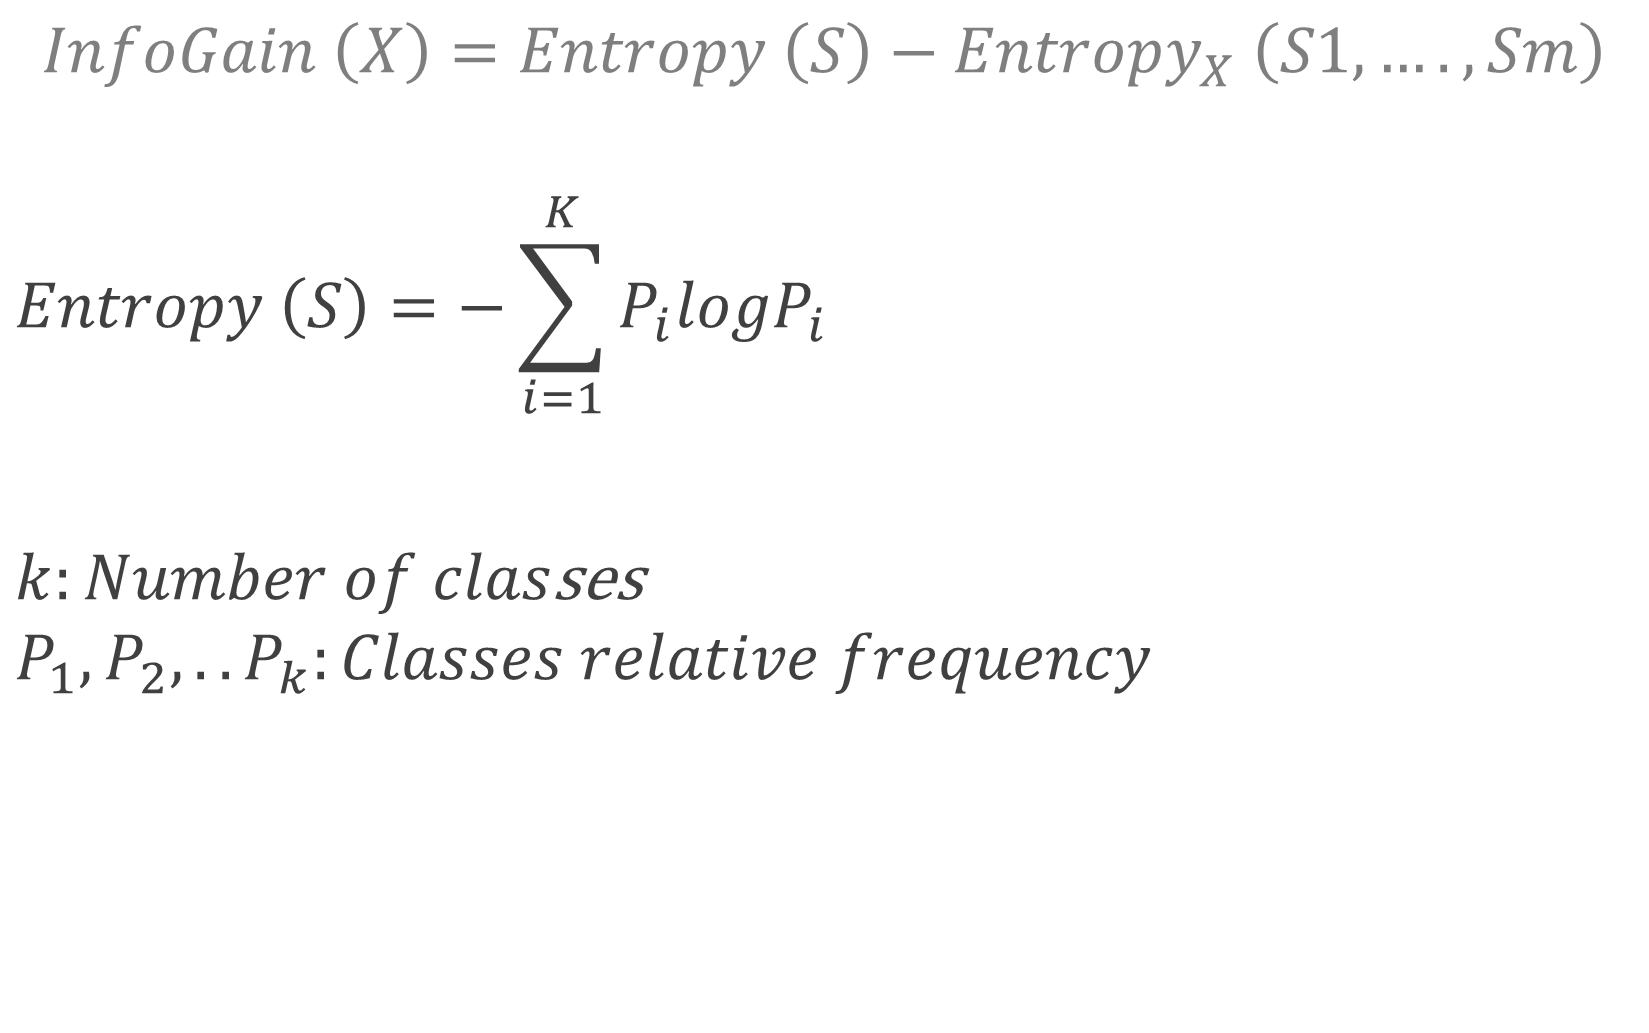 InfoGain (X) = Entropy (S) − Entropy_X (S1, … . , Sm)
Entropy (S) = − ∑_{i=1}^{K} P_i logP_i
k: Number of classes
P_1, P_2, . . P_k: Classes relative frequency